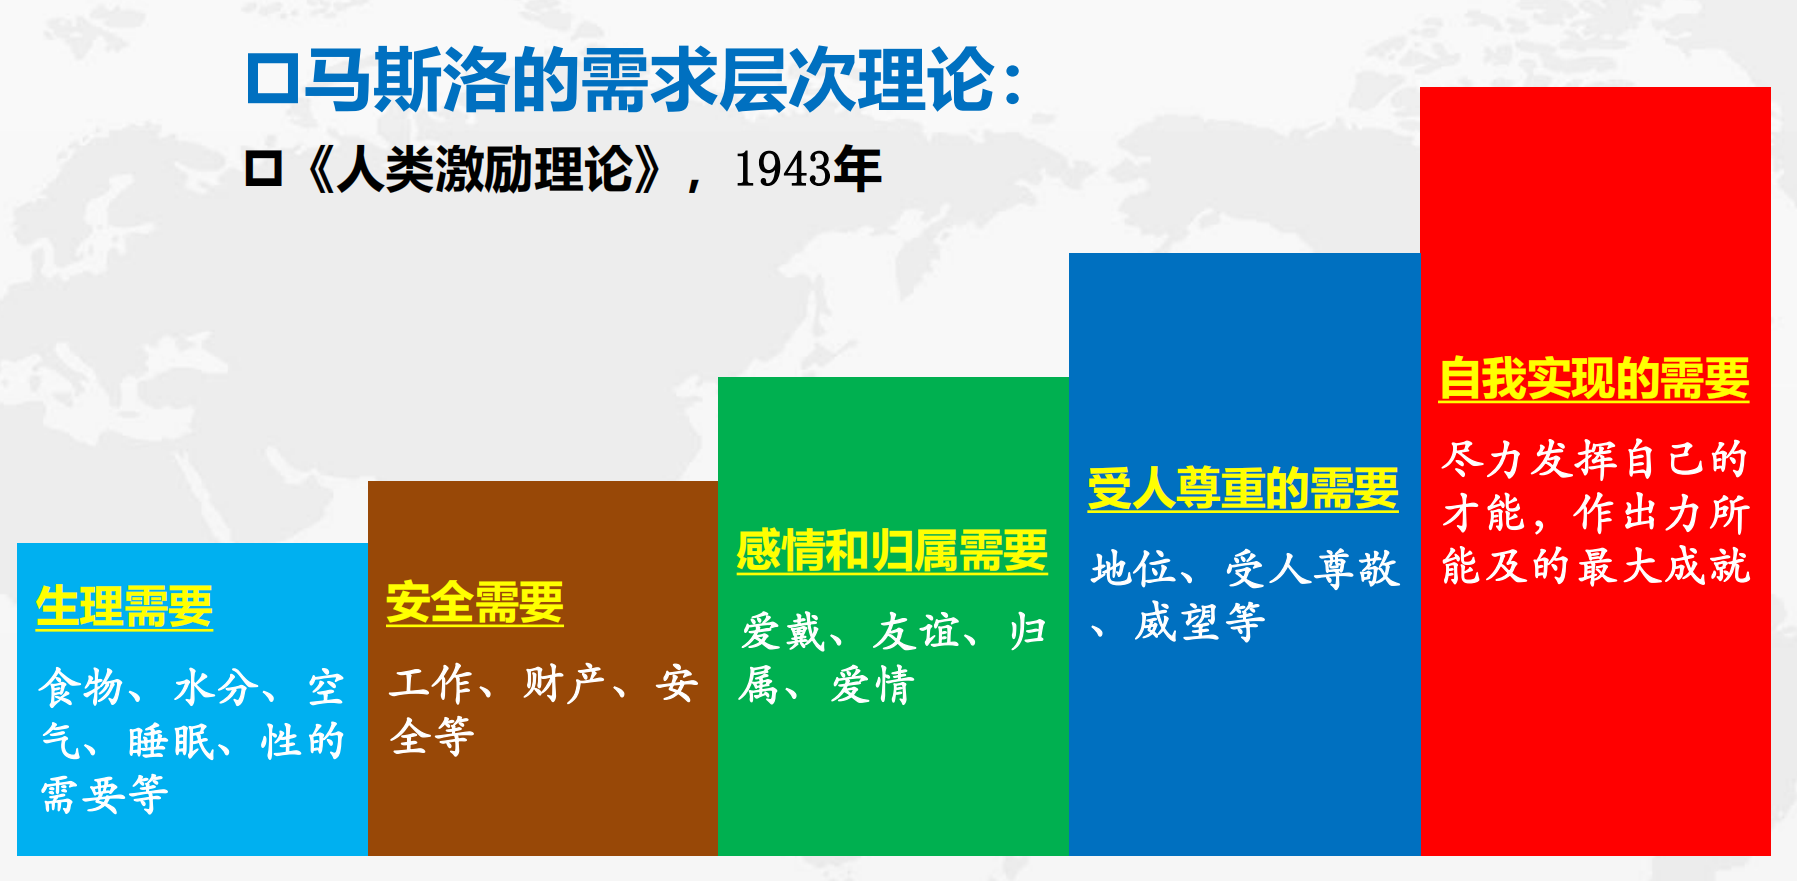 马斯洛的需求层次理论：
《人类激励理论》，1943年
生理需要
食物、水分、空
气、睡眠、性的
需要等
安全需要
工作、财产、安
全等
感情和归属需要
爱戴、友谊、归
属、爱情
受人尊重的需要
地位、受人尊敬
、威望等
自我实现的需要
尽力发挥自己的
才能，作出力所
能及的最大成就